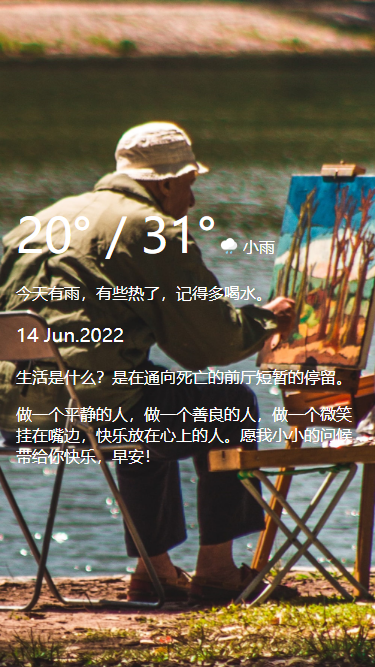 20° / 31° 小雨
今天有雨，有些热了，记得多喝水。
14 Jun.2022
生活是什么？是在通向死亡的前厅短暂的停留。
做一个平静的人，做一个善良的人，做一个微笑
挂在嘴边，快乐放在心上的人。愿我小小的问候
带给你快乐，早安！